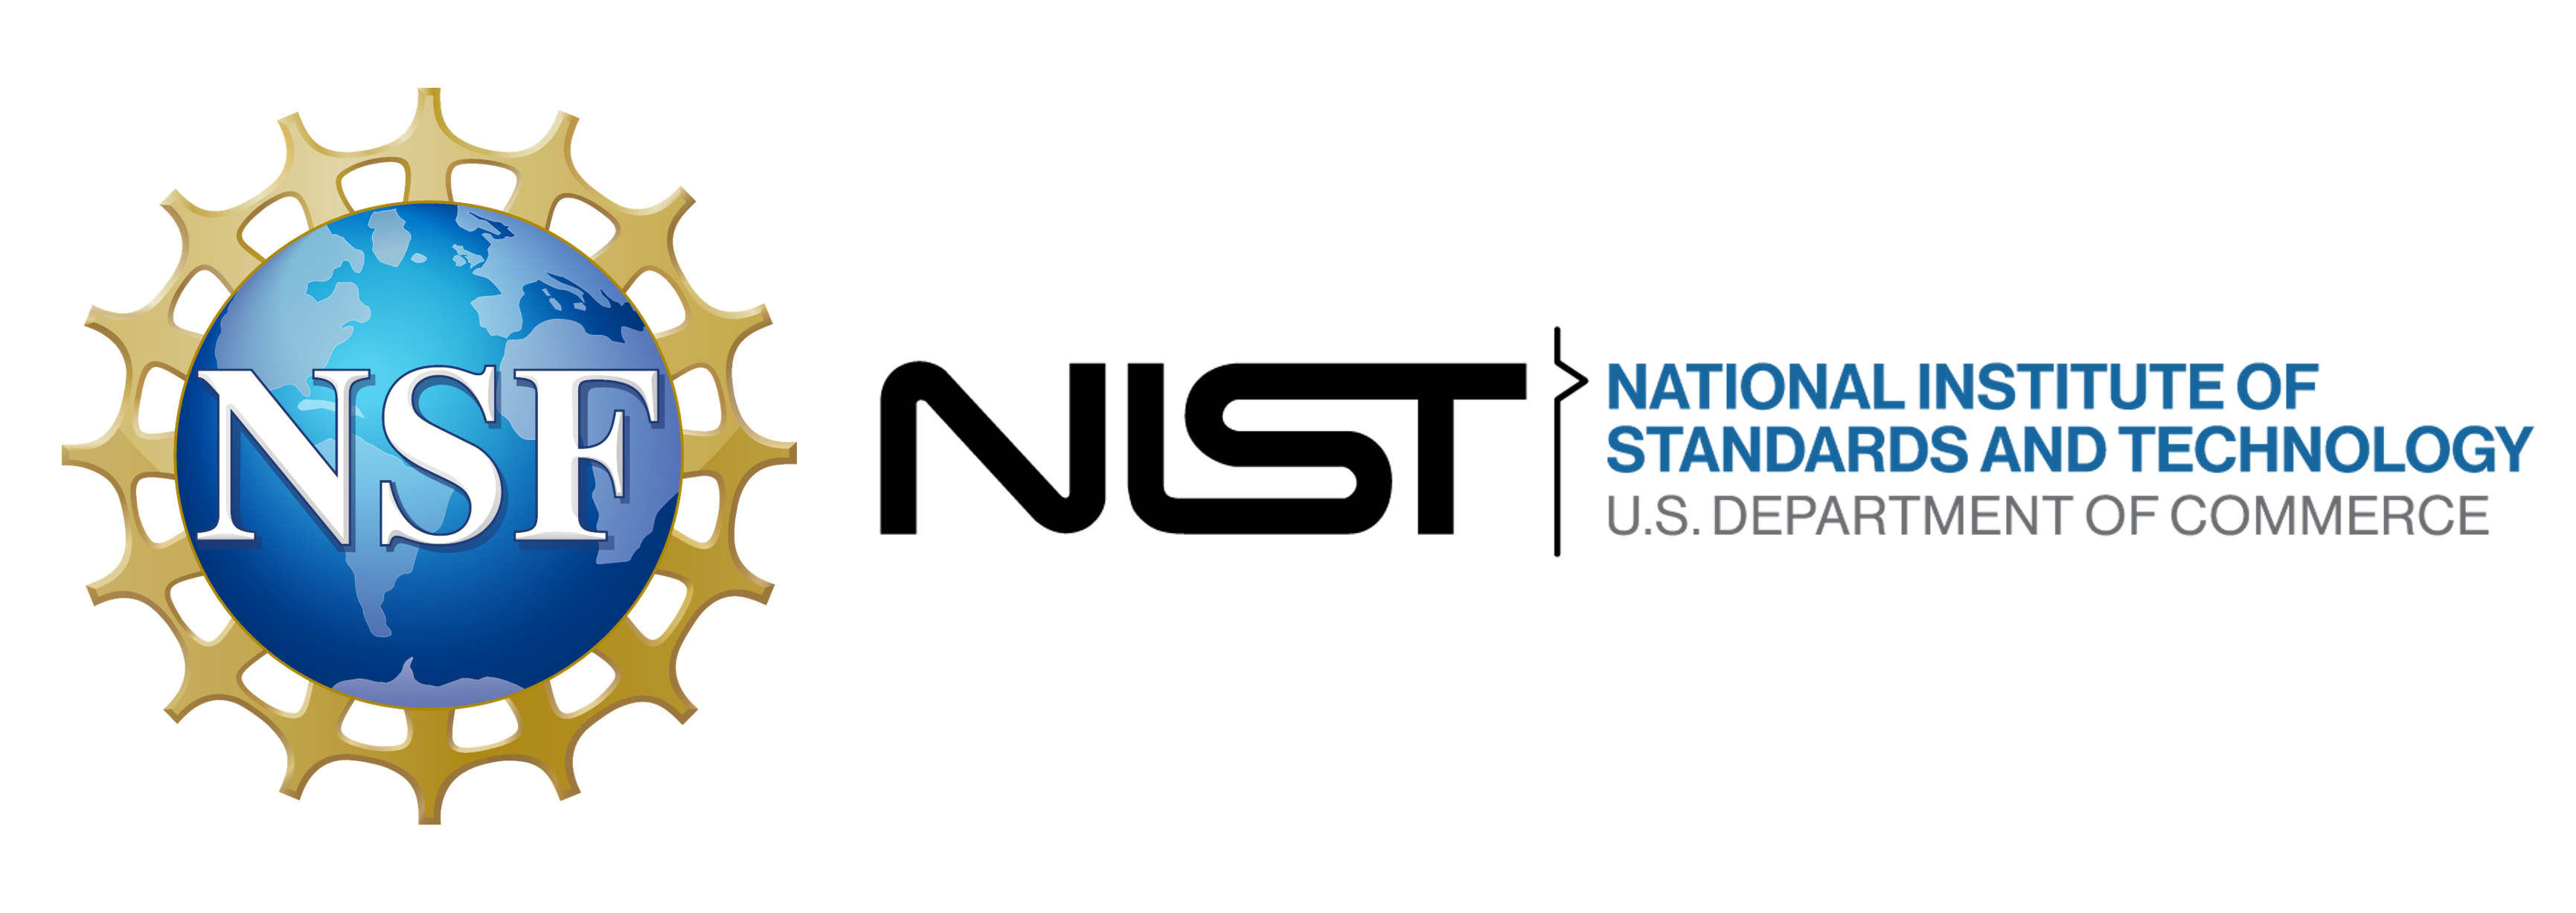 NSF
NIST
NATIONAL INSTITUTE OF
STANDARDS AND TECHNOLOGY
U.S. DEPARTMENT OF COMMERCE